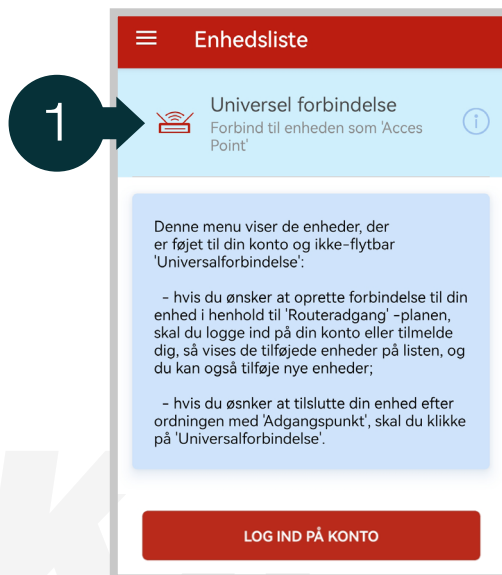 Enhedsliste
1
Universel forbindelse
Forbind til enheden som 'Acces
Point'
Denne menu viser de enheder, der
er føjet til din konto og ikke-flytbar
'Universalforbindelse':
- hvis du ønsker at oprette forbindelse til din
enhed i henhold til 'Routeradgang' -planen,
skal du logge ind på din konto eller tilmelde
dig, så vises de tilføjede enheder på listen, og
du kan også tilføje nye enheder;
- hvis du øsnker at tilslutte din enhed efter
ordningen med 'Adgangspunkt', skal du klikke
på 'Universalforbindelse'.
LOG IND PÅ KONTO